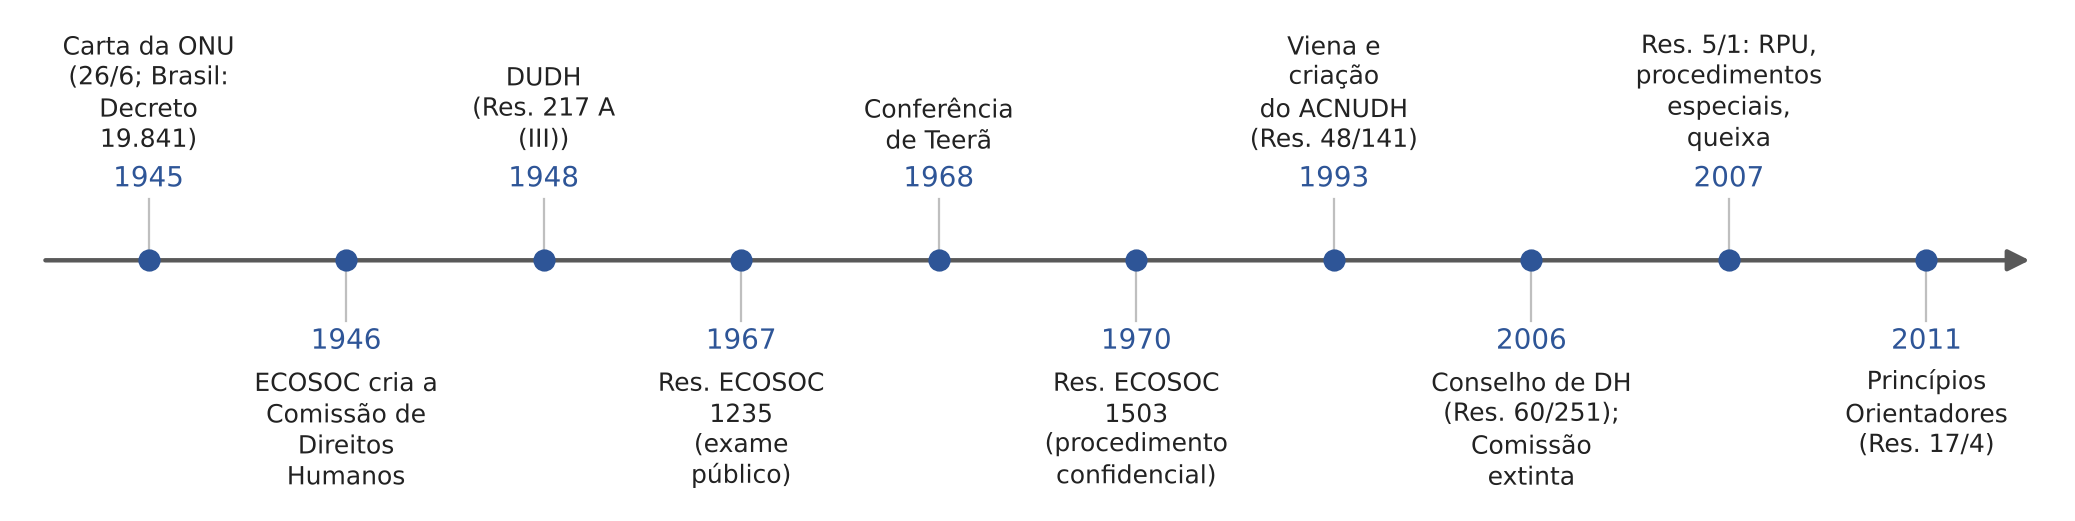 Carta da ONU
(26/6; Brasil:
Decreto
19.841)
1945
1946
ECOSOC cria a
Comissão de
Direitos
Humanos
DUDH
(Res. 217 A
(III))
1948
1967
Res. ECOSOC
1235
(exame
público)
Conferência
de Teerã
1968
1970
Res. ECOSOC
1503
(procedimento
confidencial)
Viena e
criação
do ACNUDH
(Res. 48/141)
1993
2006
Conselho de DH
(Res. 60/251);
Comissão
extinta
Res. 5/1: RPU,
procedimentos
especiais,
queixa
2007
2011
Princípios
Orientadores
(Res. 17/4)